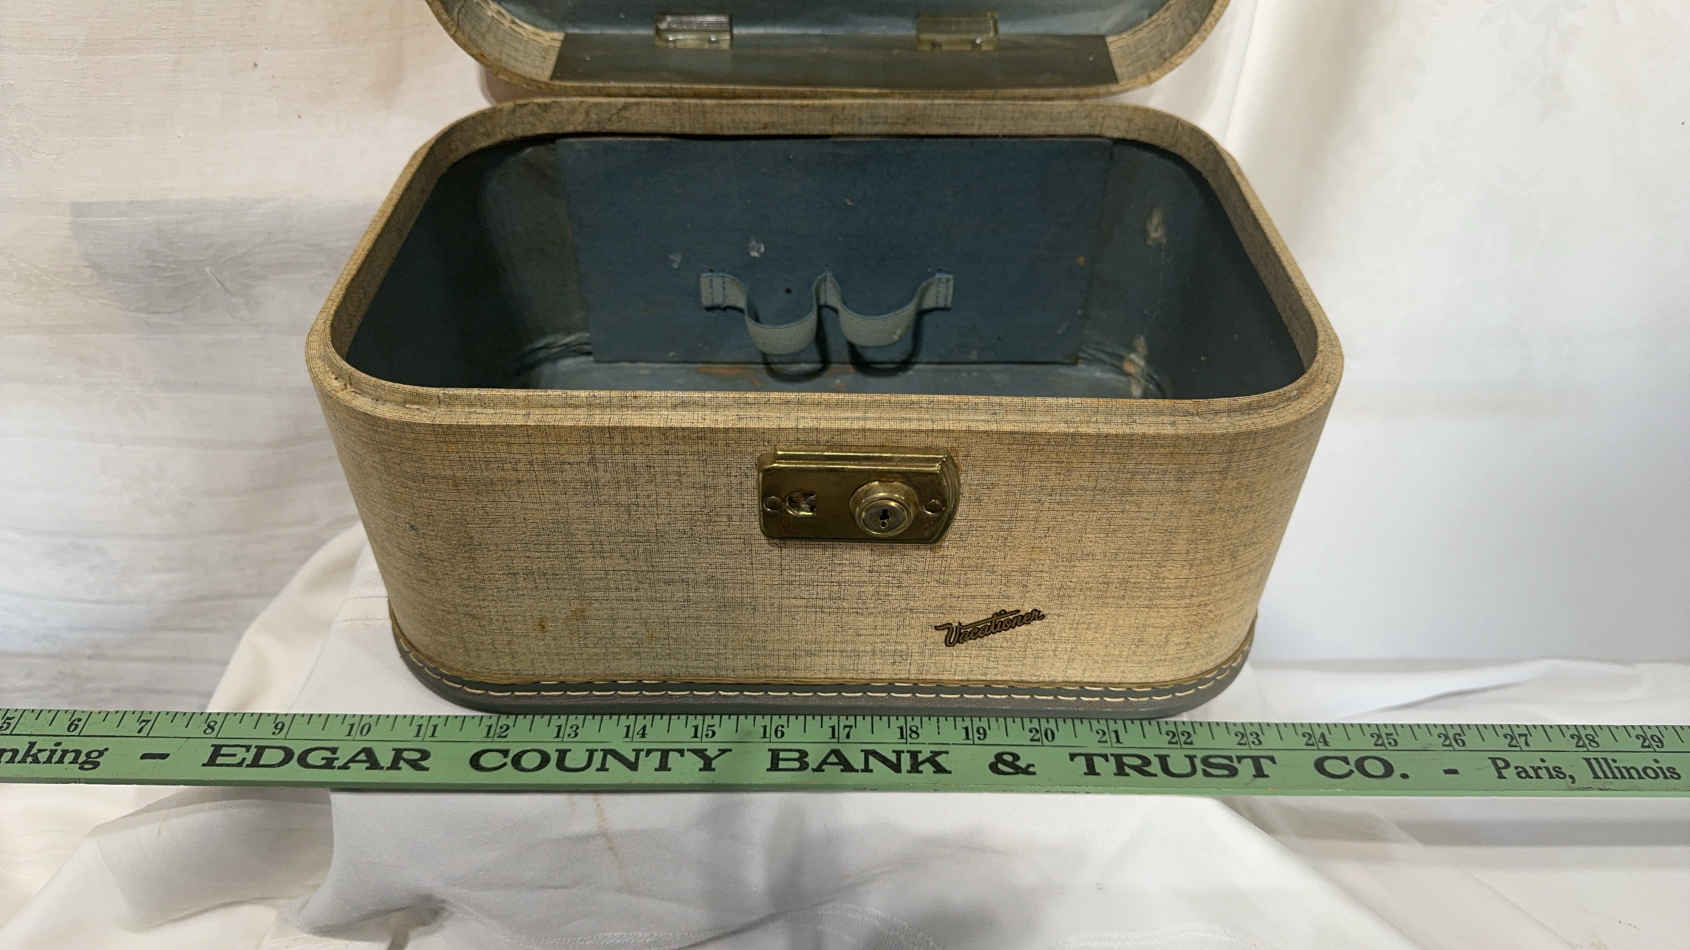 Vacationer
5 6 7 8 9 10 11 12 13 14 15 16 17 18 19 20 21 22 23 24 25 26 27 28 29
nking - EDGAR COUNTY BANK & TRUST CO. - Paris, Illinois